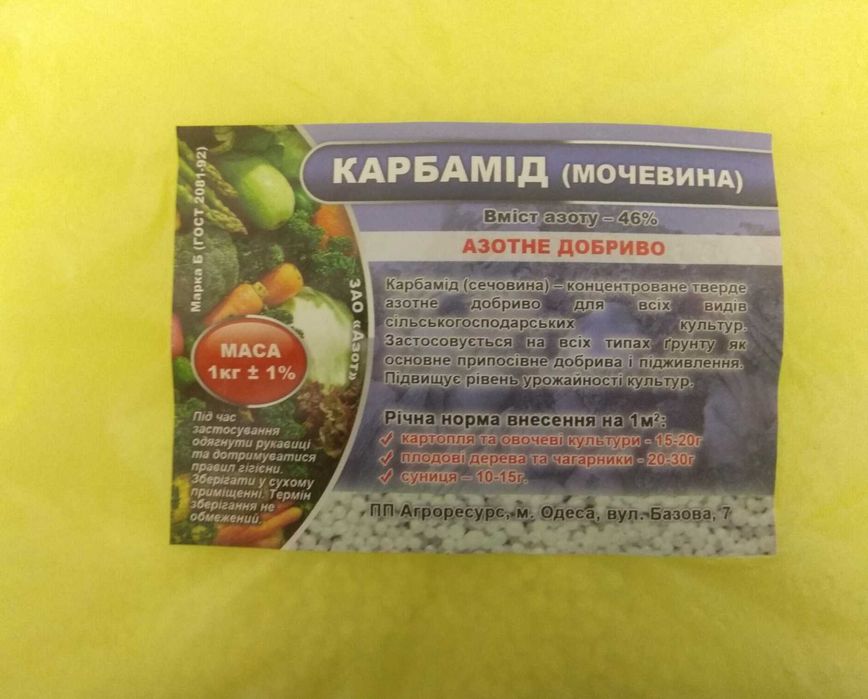 Марка Б (ГОСТ 2081-92)
КАРБАМІД (МОЧЕВИНА)
Вміст азоту – 46%
АЗОТНЕ ДОБРИВО
ЗАО «Азот»
Карбамід (сечовина) – концентроване тверде
азотне добриво для всіх видів
сільськогосподарських культур.
Застосовується на всіх типах ґрунту як
основне припосівне добрива і підживлення.
Підвищує рівень урожайності культур.
МАСА
1кг ± 1%
Під час
застосування
одягнути рукавиці
та дотримуватися
правил гігієни.
Зберігати у сухому
приміщенні. Термін
зберігання не
обмежений.
Річна норма внесення на 1м²:
✓ картопля та овочеві культури - 15-20г
✓ плодові дерева та чагарники - 20-30г
✓ суниця – 10-15г.
ПП Агроресурс, м. Одеса, вул. Базова, 7